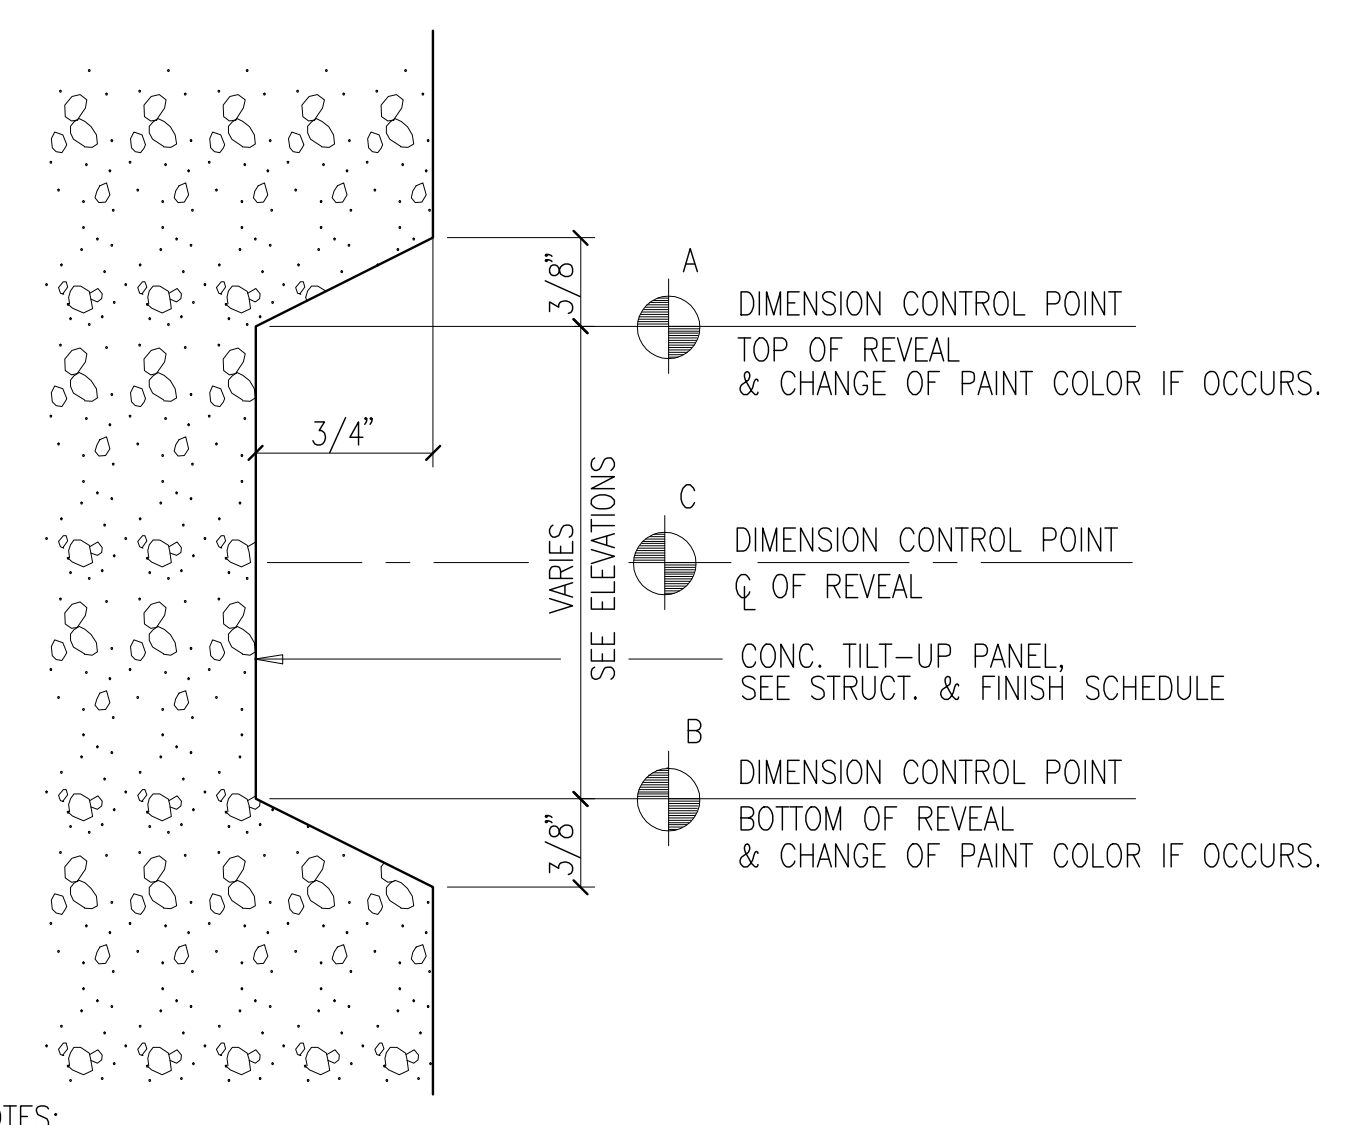 A
3/8"
DIMENSION CONTROL POINT
TOP OF REVEAL
& CHANGE OF PAINT COLOR IF OCCURS.
3/4"
VARIES
SEE ELEVATIONS
C
DIMENSION CONTROL POINT
℄ OF REVEAL
CONC. TILT-UP PANEL,
SEE STRUCT. & FINISH SCHEDULE
B
DIMENSION CONTROL POINT
3/8"
BOTTOM OF REVEAL
& CHANGE OF PAINT COLOR IF OCCURS.